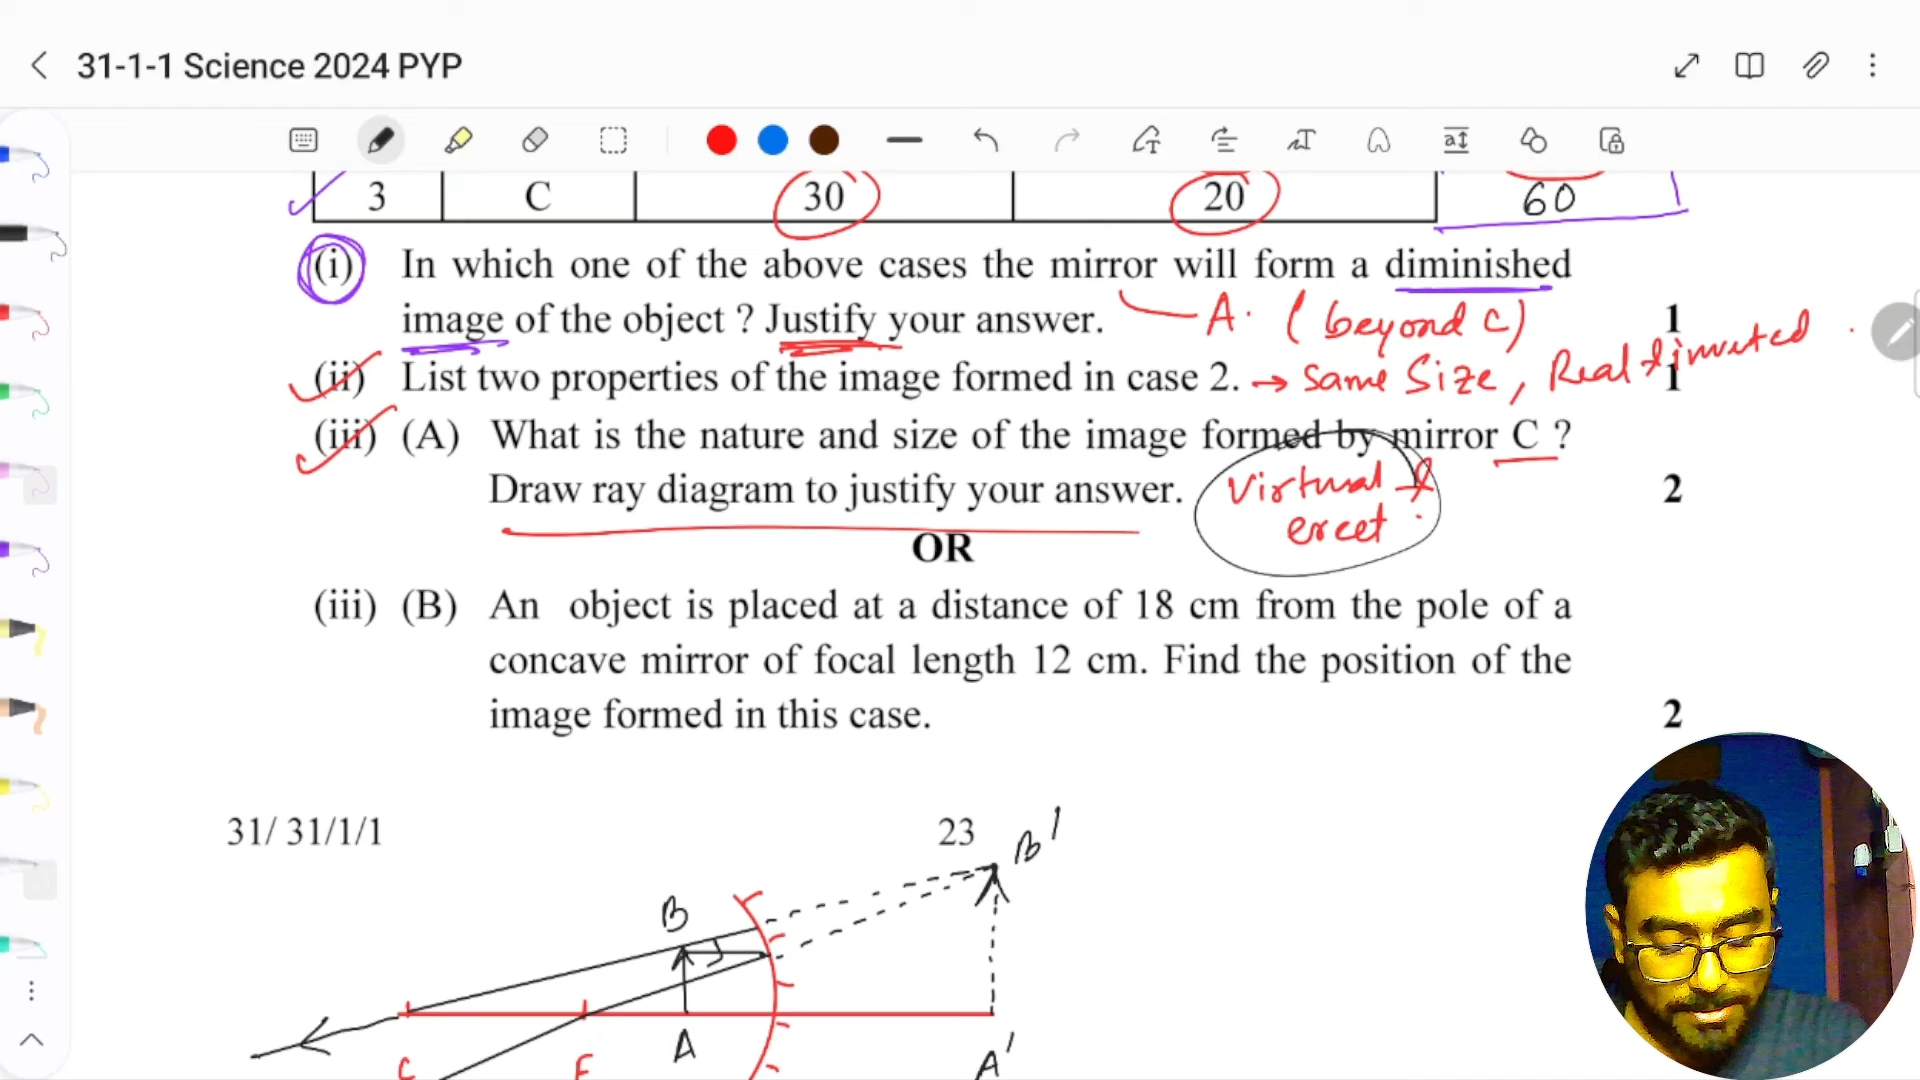 31-1-1 Science 2024 PYP
3 C 30 20 60
(i) In which one of the above cases the mirror will form a diminished
image of the object ? Justify your answer. A. (beyond C) 1
(ii) List two properties of the image formed in case 2. → Same Size, Real & inverted 1
(iii) (A) What is the nature and size of the image formed by mirror C ?
Draw ray diagram to justify your answer. 2
Virtual &
ercet
OR
(iii) (B) An object is placed at a distance of 18 cm from the pole of a
concave mirror of focal length 12 cm. Find the position of the
image formed in this case. 2
31/ 31/1/1 23
B'
B
A
A'
C F